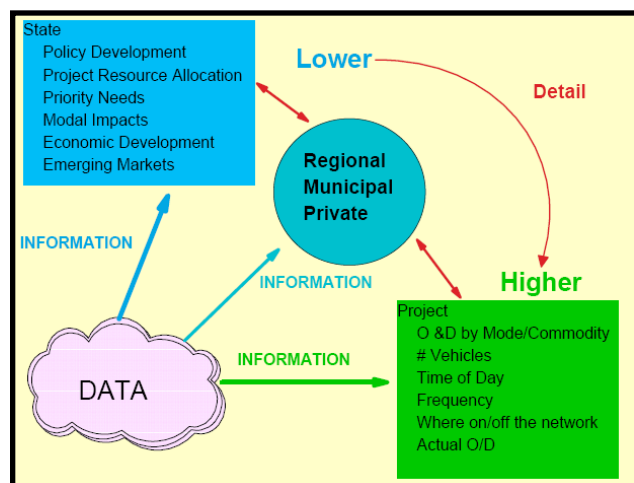 State
Policy Development
Project Resource Allocation
Priority Needs
Modal Impacts
Economic Development
Emerging Markets
Lower
Detail
Regional
Municipal
Private
INFORMATION
INFORMATION
Higher
Project
O &D by Mode/Commodity
# Vehicles
Time of Day
Frequency
Where on/off the network
Actual O/D
INFORMATION
DATA